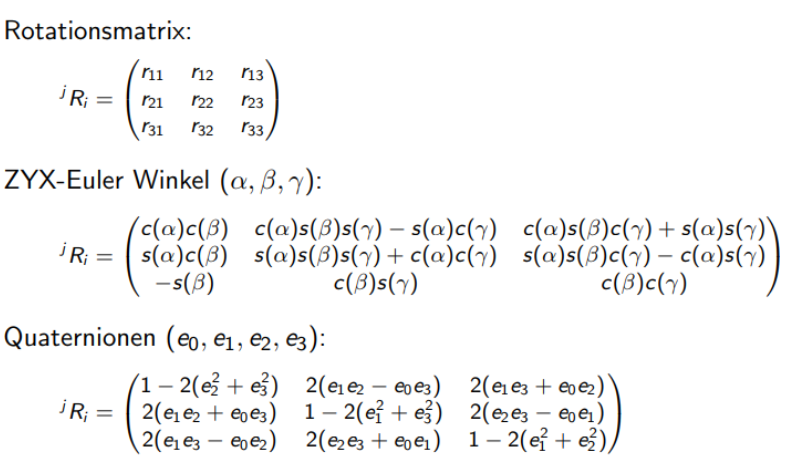 Rotationsmatrix:
r₁₁ r₁₂ r₁₃
ʲRᵢ = r₂₁ r₂₂ r₂₃
r₃₁ r₃₂ r₃₃
ZYX-Euler Winkel (α, β, γ):
c(α)c(β) c(α)s(β)s(γ) − s(α)c(γ) c(α)s(β)c(γ) + s(α)s(γ)
ʲRᵢ = s(α)c(β) s(α)s(β)s(γ) + c(α)c(γ) s(α)s(β)c(γ) − c(α)s(γ)
−s(β) c(β)s(γ) c(β)c(γ)
Quaternionen (e₀, e₁, e₂, e₃):
1 − 2(e₂² + e₃²) 2(e₁e₂ − e₀e₃) 2(e₁e₃ + e₀e₂)
ʲRᵢ = 2(e₁e₂ + e₀e₃) 1 − 2(e₁² + e₃²) 2(e₂e₃ − e₀e₁)
2(e₁e₃ − e₀e₂) 2(e₂e₃ + e₀e₁) 1 − 2(e₁² + e₂²)